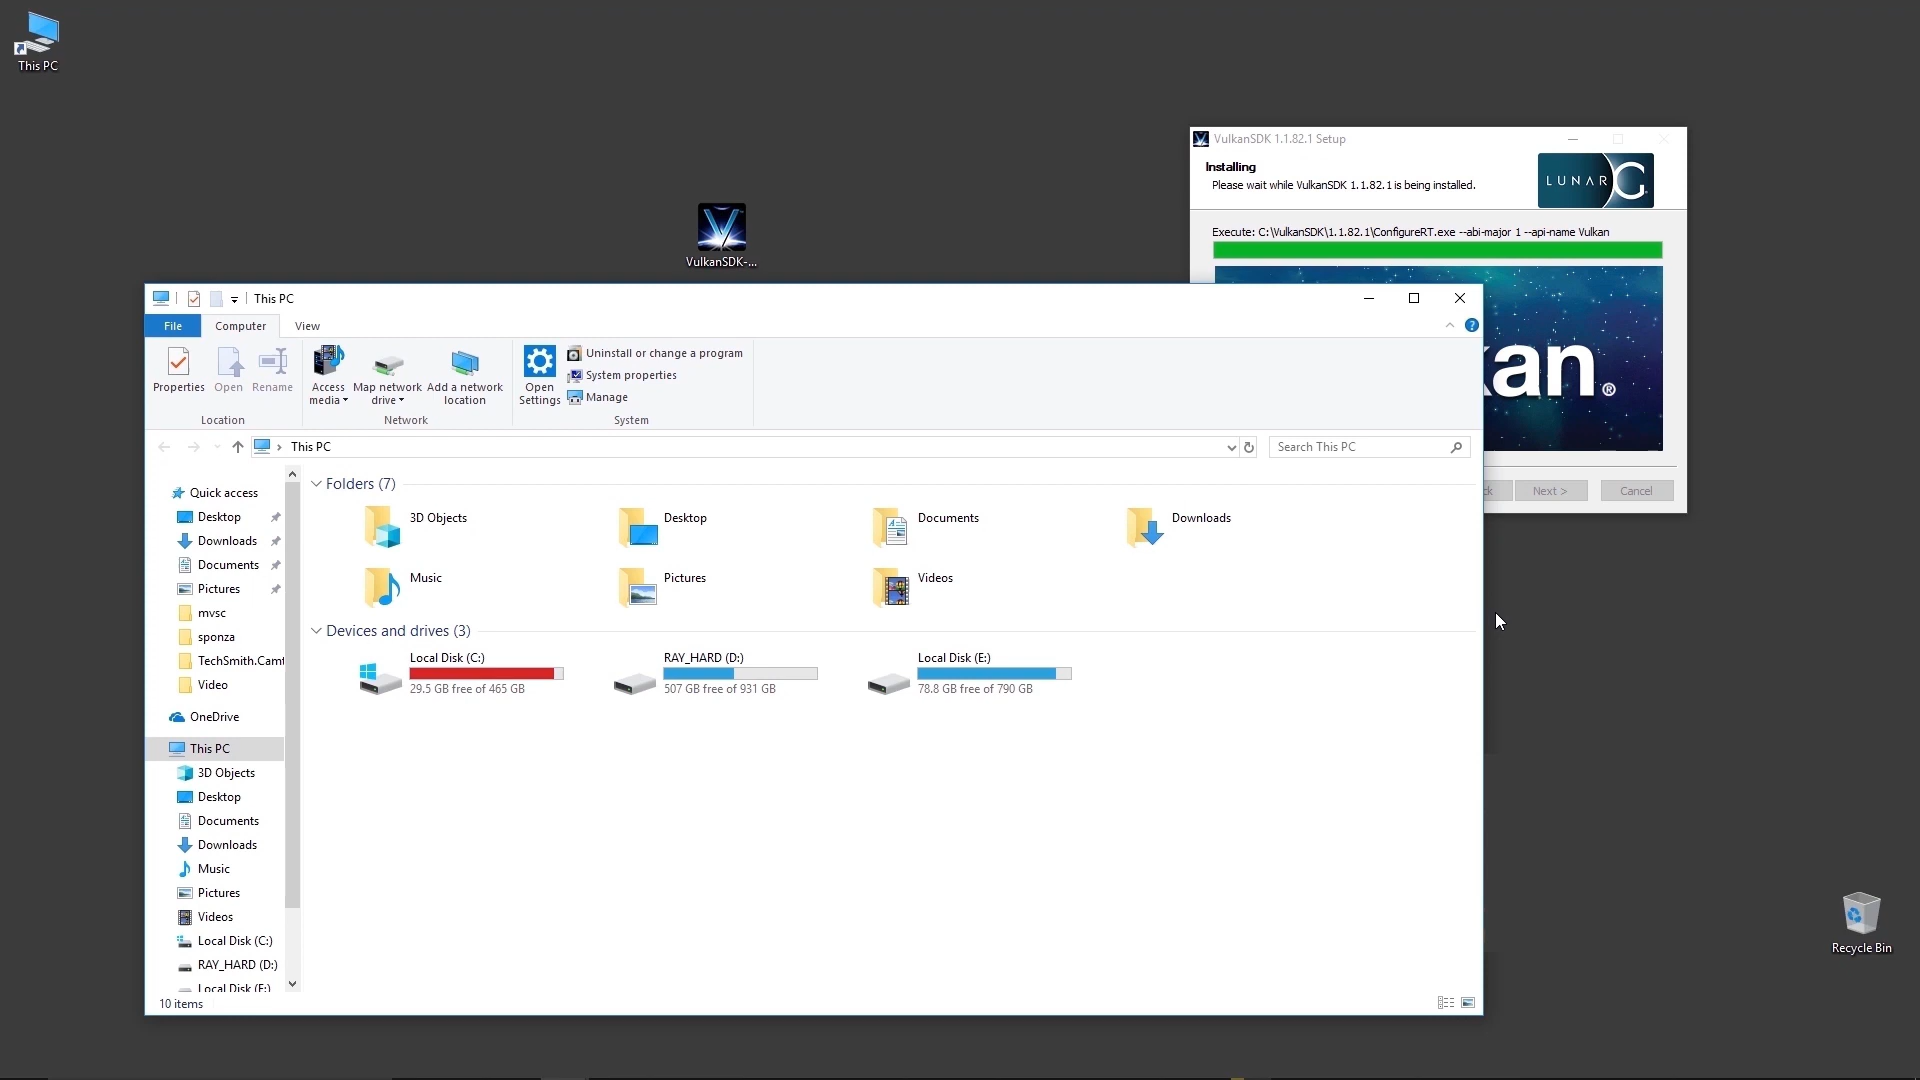 This PC
VulkanSDK 1.1.82.1 Setup
Installing
Please wait while VulkanSDK 1.1.82.1 is being installed.
LUNAR G
Execute: C:\VulkanSDK\1.1.82.1\ConfigureRT.exe --abi-major 1 --api-name Vulkan
VulkanSDK-...
kan®
ck
Next >
Cancel
This PC
File
Computer
View
Properties
Open
Rename
Location
Access media
Map network drive
Add a network location
Network
Open Settings
Uninstall or change a program
System properties
Manage
System
This PC
Search This PC
Quick access
Desktop
Downloads
Documents
Pictures
mvsc
sponza
TechSmith.Camt
Video
OneDrive
This PC
3D Objects
Desktop
Documents
Downloads
Music
Pictures
Videos
Local Disk (C:)
RAY_HARD (D:)
Local Disk (E:)
Folders (7)
3D Objects
Desktop
Documents
Downloads
Music
Pictures
Videos
Devices and drives (3)
Local Disk (C:)
29.5 GB free of 465 GB
RAY_HARD (D:)
507 GB free of 931 GB
Local Disk (E:)
78.8 GB free of 790 GB
10 items
Recycle Bin